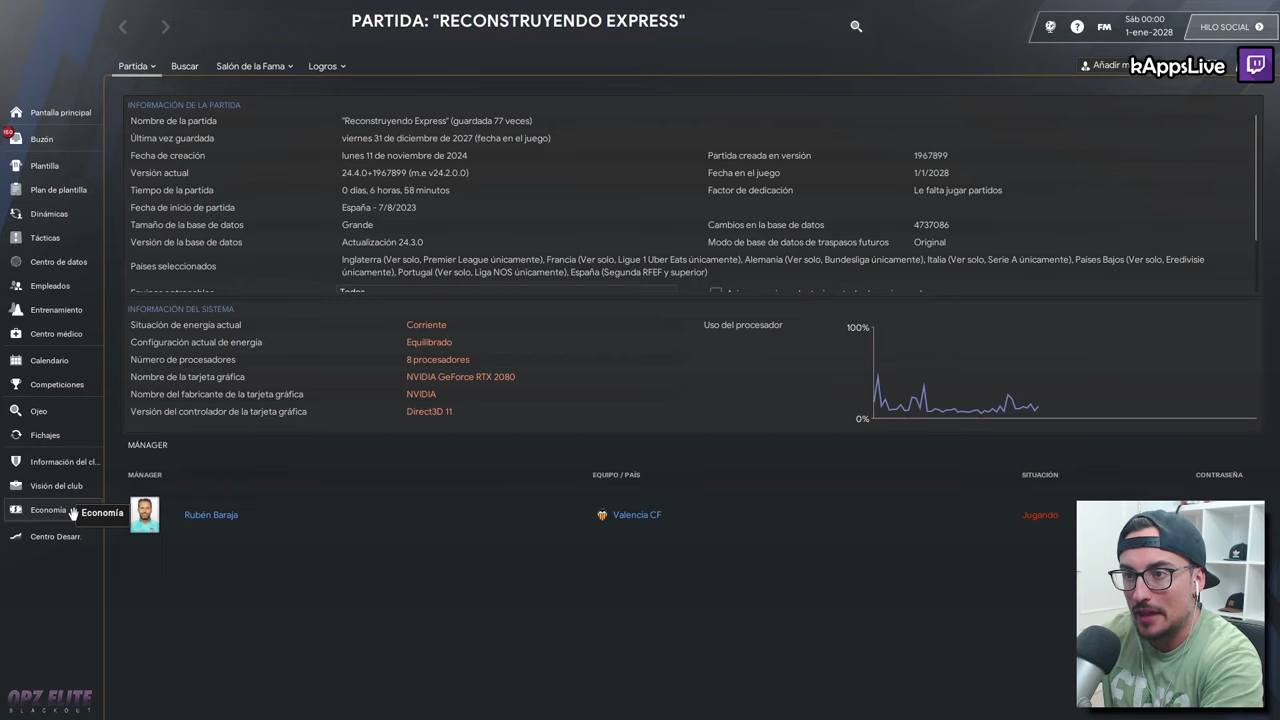 PARTIDA: "RECONSTRUYENDO EXPRESS"
FM
Sáb 00:00
1-ene-2028
HILO SOCIAL
Partida
Buscar
Salón de la Fama
Logros
Añadir m
kAppsLive
Pantalla principal
150
Buzón
Plantilla
Plan de plantilla
Dinámicas
Tácticas
Centro de datos
Empleados
Entrenamiento
Centro médico
Calendario
Competiciones
Ojeo
Fichajes
Información del cl...
Visión del club
Economía
Economía
Centro Desarr.
OPZ ELITE
BLACKOUT
INFORMACIÓN DE LA PARTIDA
Nombre de la partida "Reconstruyendo Express" (guardada 77 veces)
Última vez guardada viernes 31 de diciembre de 2027 (fecha en el juego)
Fecha de creación lunes 11 de noviembre de 2024 Partida creada en versión 1967899
Versión actual 24.4.0+1967899 (m.e v24.2.0.0) Fecha en el juego 1/1/2028
Tiempo de la partida 0 días, 6 horas, 58 minutos Factor de dedicación Le falta jugar partidos
Fecha de inicio de partida España - 7/8/2023
Tamaño de la base de datos Grande Cambios en la base de datos 4737086
Versión de la base de datos Actualización 24.3.0 Modo de base de datos de traspasos futuros Original
Países seleccionados Inglaterra (Ver solo, Premier League únicamente), Francia (Ver solo, Ligue 1 Uber Eats únicamente), Alemania (Ver solo, Bundesliga únicamente), Italia (Ver solo, Serie A únicamente), Países Bajos (Ver solo, Eredivisie
únicamente), Portugal (Ver solo, Liga NOS únicamente), España (Segunda RFEF y superior)
Todos
INFORMACIÓN DEL SISTEMA
Situación de energía actual Corriente Uso del procesador 100%
Configuración actual de energía Equilibrado
Número de procesadores 8 procesadores
Nombre de la tarjeta gráfica NVIDIA GeForce RTX 2080
Nombre del fabricante de la tarjeta gráfica NVIDIA
Versión del controlador de la tarjeta gráfica Direct3D 11 0%
MÁNAGER
MÁNAGER EQUIPO / PAÍS SITUACIÓN CONTRASEÑA
Rubén Baraja Valencia CF Jugando